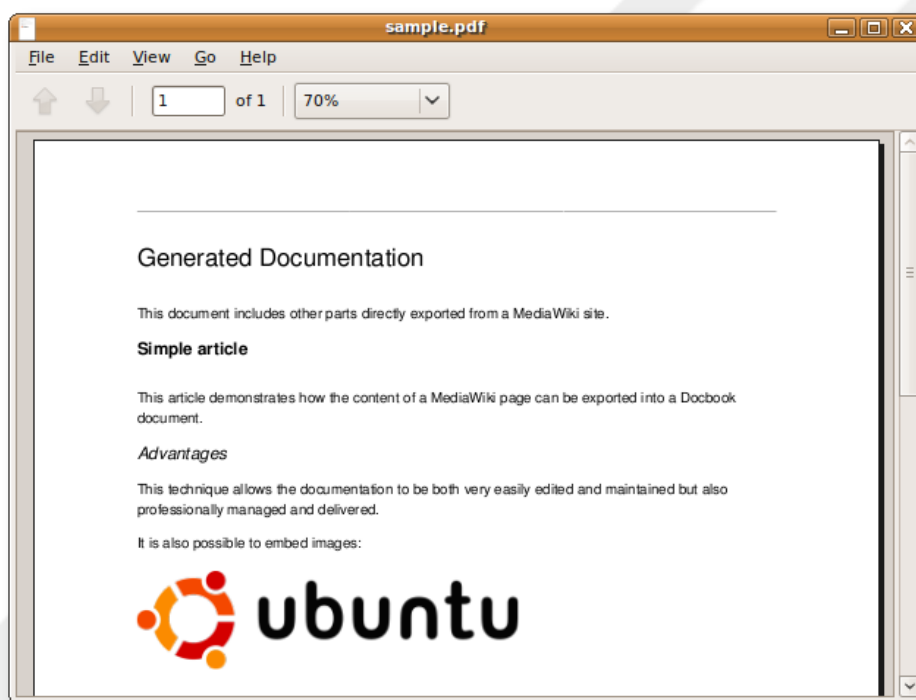 sample.pdf
File Edit View Go Help
1 of 1 70%
Generated Documentation
This document includes other parts directly exported from a MediaWiki site.
Simple article
This article demonstrates how the content of a MediaWiki page can be exported into a Docbook
document.
Advantages
This technique allows the documentation to be both very easily edited and maintained but also
professionally managed and delivered.
It is also possible to embed images:
ubuntu